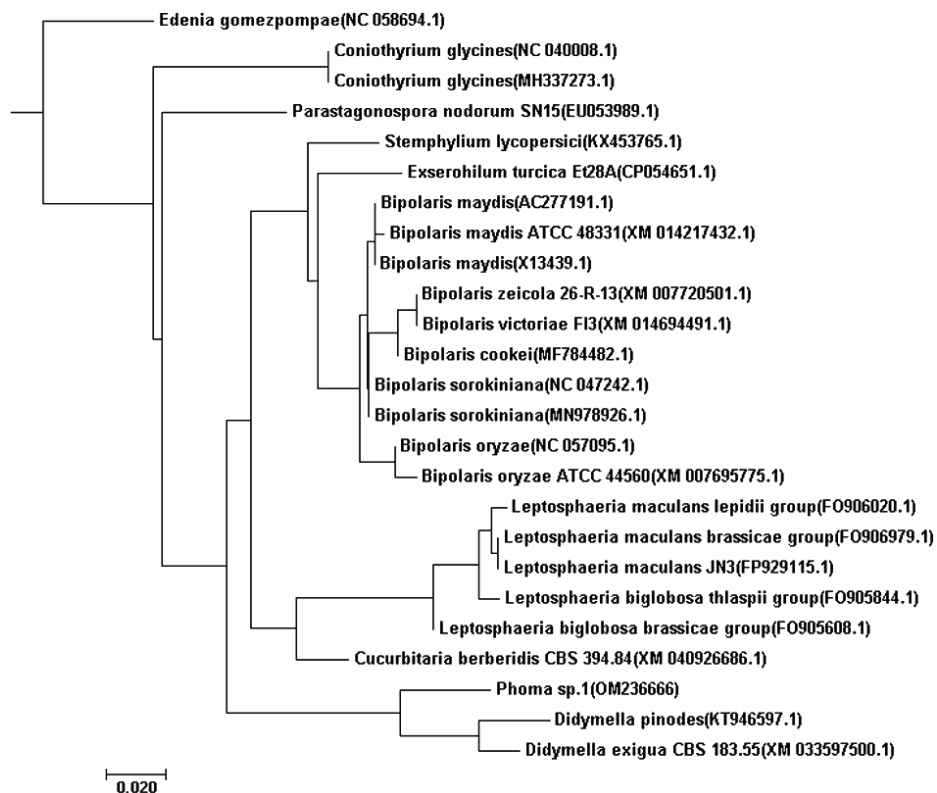 Edenia gomezpompae(NC 058694.1)
Coniothyrium glycines(NC 040008.1)
Coniothyrium glycines(MH337273.1)
Parastagonospora nodorum SN15(EU053989.1)
Stemphylium lycopersici(KX453765.1)
Exserohilum turcica Et28A(CP054651.1)
Bipolaris maydis(AC277191.1)
Bipolaris maydis ATCC 48331(XM 014217432.1)
Bipolaris maydis(X13439.1)
Bipolaris zeicola 26-R-13(XM 007720501.1)
Bipolaris victoriae FI3(XM 014694491.1)
Bipolaris cookei(MF784482.1)
Bipolaris sorokiniana(NC 047242.1)
Bipolaris sorokiniana(MN978926.1)
Bipolaris oryzae(NC 057095.1)
Bipolaris oryzae ATCC 44560(XM 007695775.1)
Leptosphaeria maculans lepidii group(FO906020.1)
Leptosphaeria maculans brassicae group(FO906979.1)
Leptosphaeria maculans JN3(FP929115.1)
Leptosphaeria biglobosa thlaspii group(FO905844.1)
Leptosphaeria biglobosa brassicae group(FO905608.1)
Cucurbitaria berberidis CBS 394.84(XM 040926686.1)
Phoma sp.1(OM236666)
Didymella pinodes(KT946597.1)
Didymella exigua CBS 183.55(XM 033597500.1)
0.020